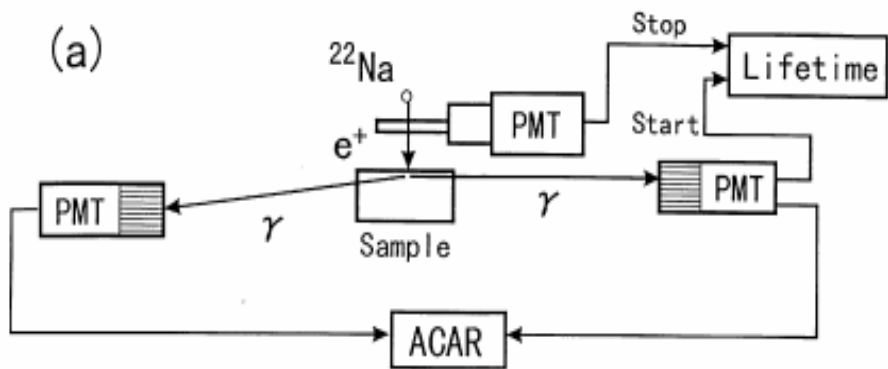 (a)
²²Na
Stop
Lifetime
PMT
Start
e⁺
PMT
γ
γ
PMT
Sample
ACAR